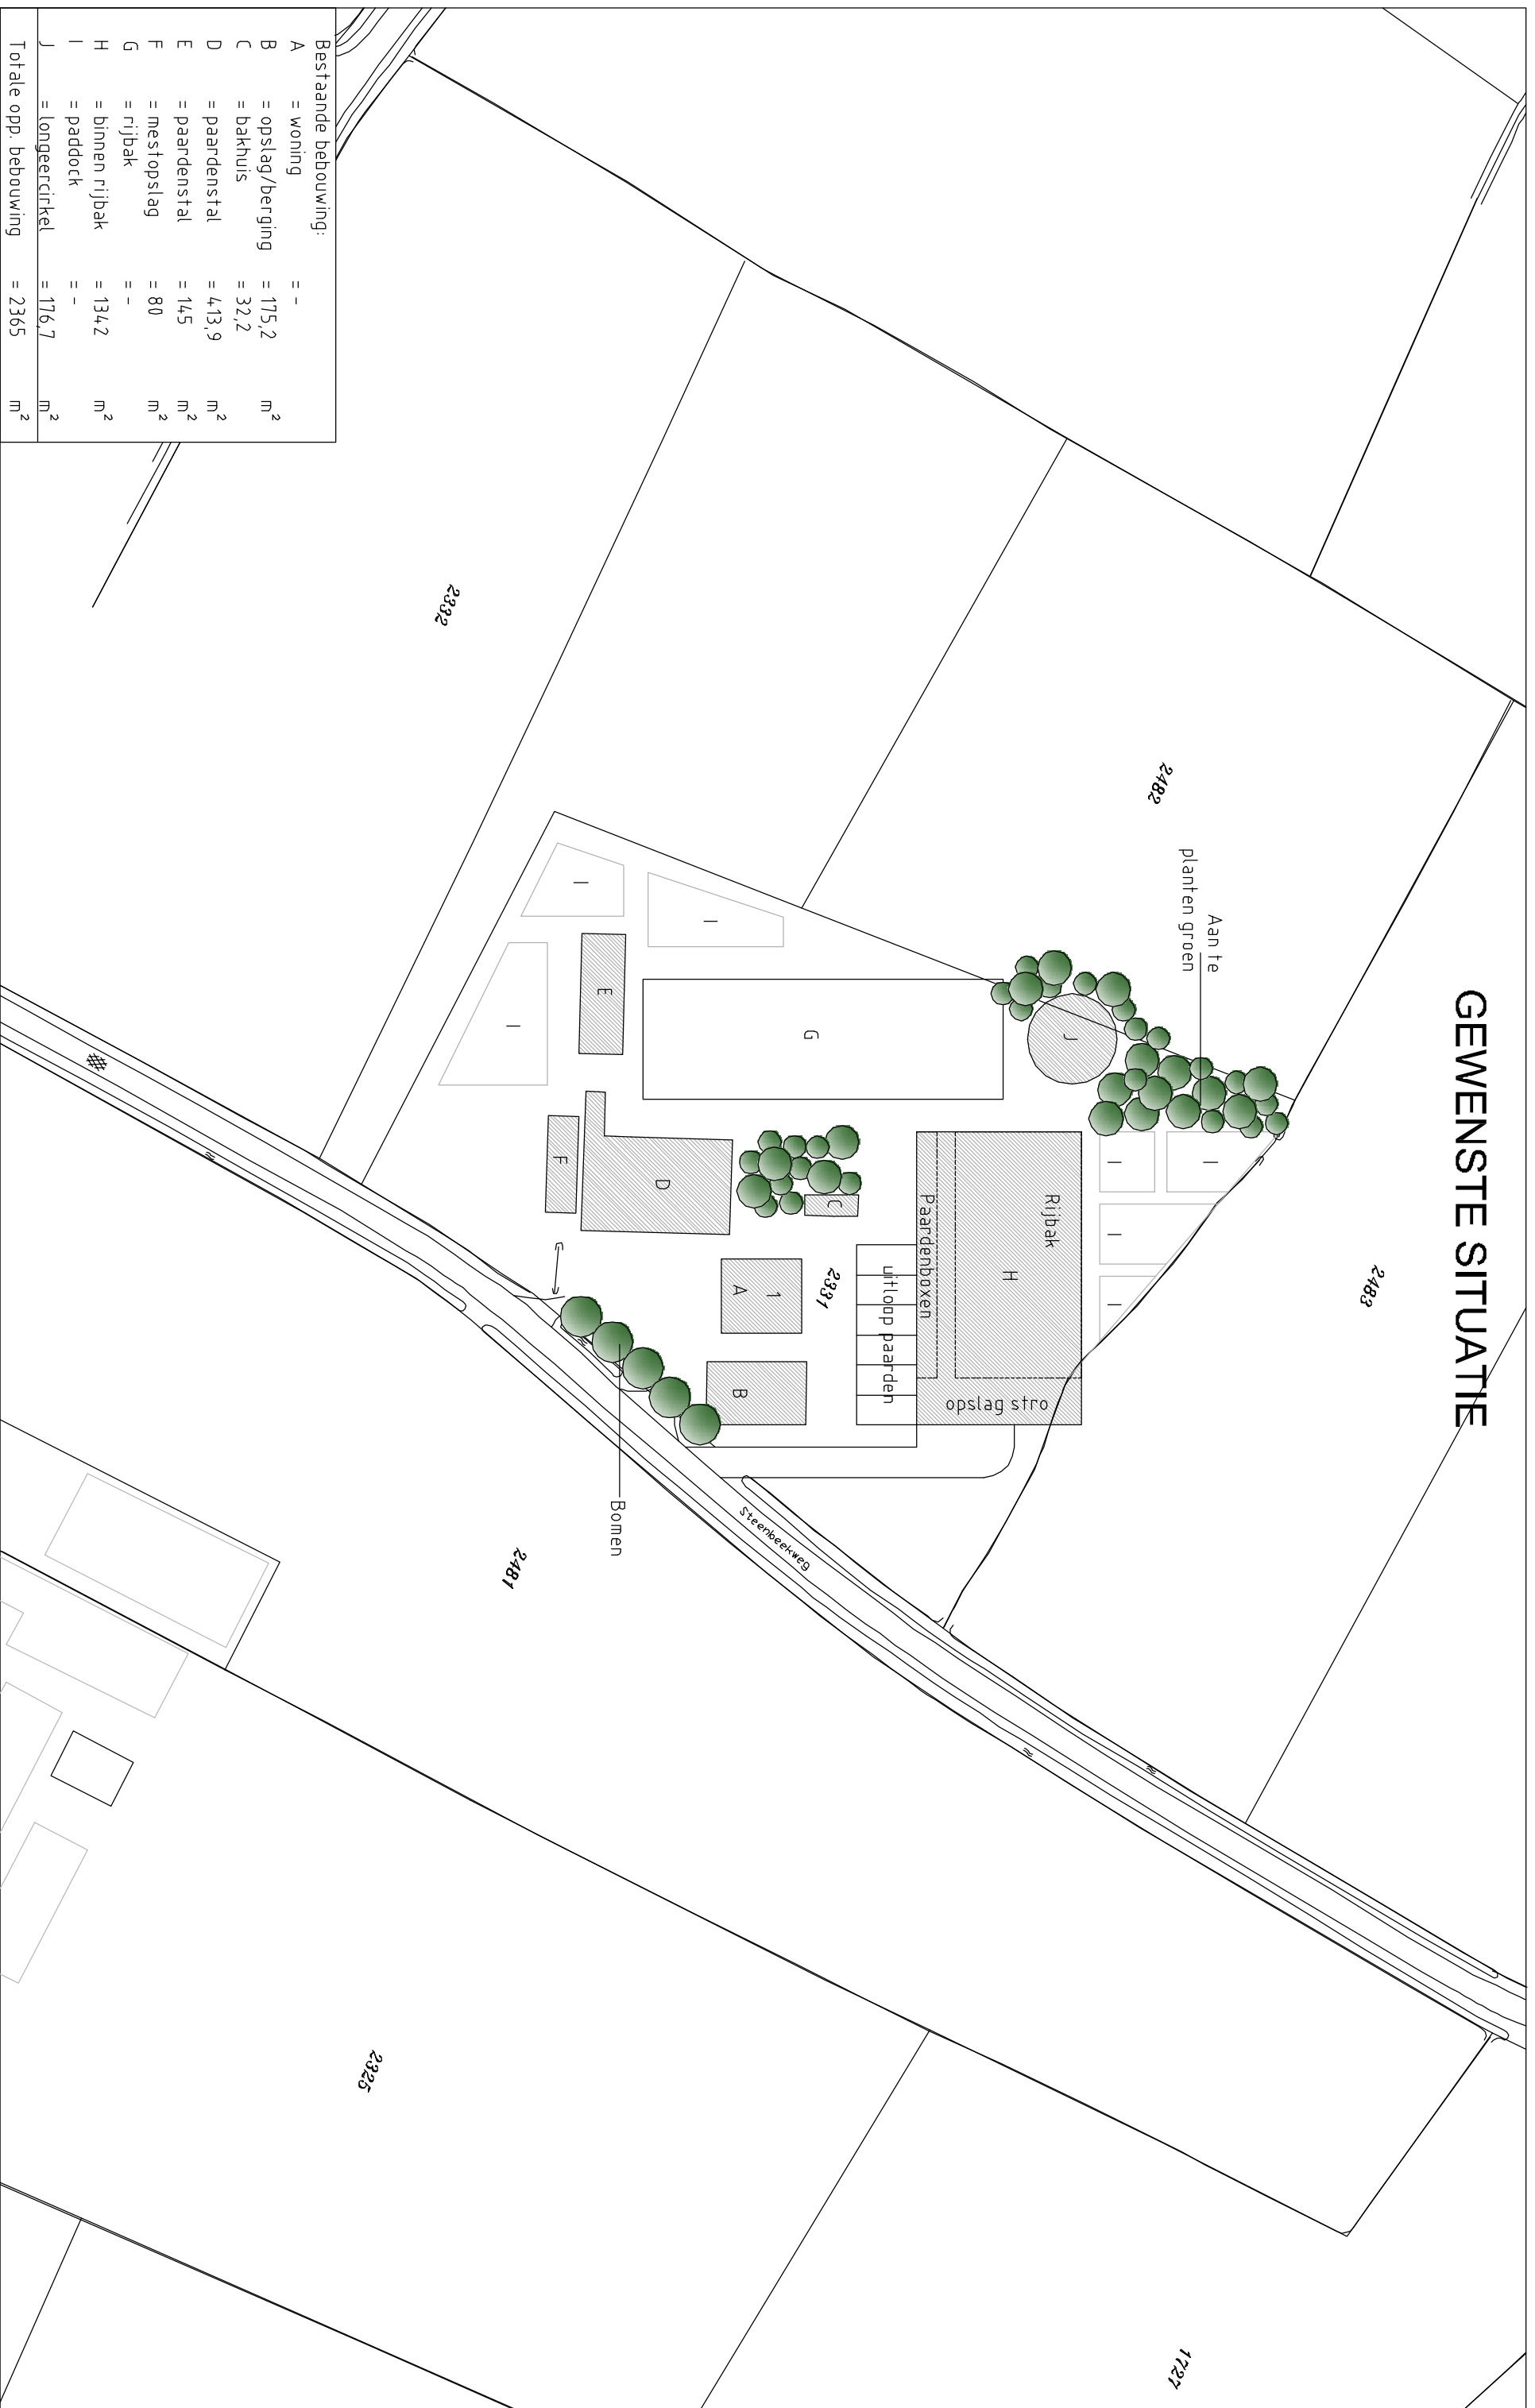 GEWENSTE SITUATIE
Bestaande bebouwing:
A = woning = -
B = opslag/berging = 175,2 m²
C = bakhuis = 32,2
D = paardenstal = 413,9 m²
E = paardenstal = 145 m²
F = mestopslag = 80 m²
G = rijbak = -
H = binnen rijbak = 1342 m²
I = paddock = -
J = longeercirkel = 176,7 m²
Totale opp. bebouwing = 2365 m²
2483
Aan te
planten groen
2482
I
I
I
I
J
Rijbak
H
opslag stro
Paardenboxen
uitloop paarden
C
2331
G
1
A
B
I
D
E
F
I
I
Bomen
Steenbeekweg
2332
2481
2325
1727